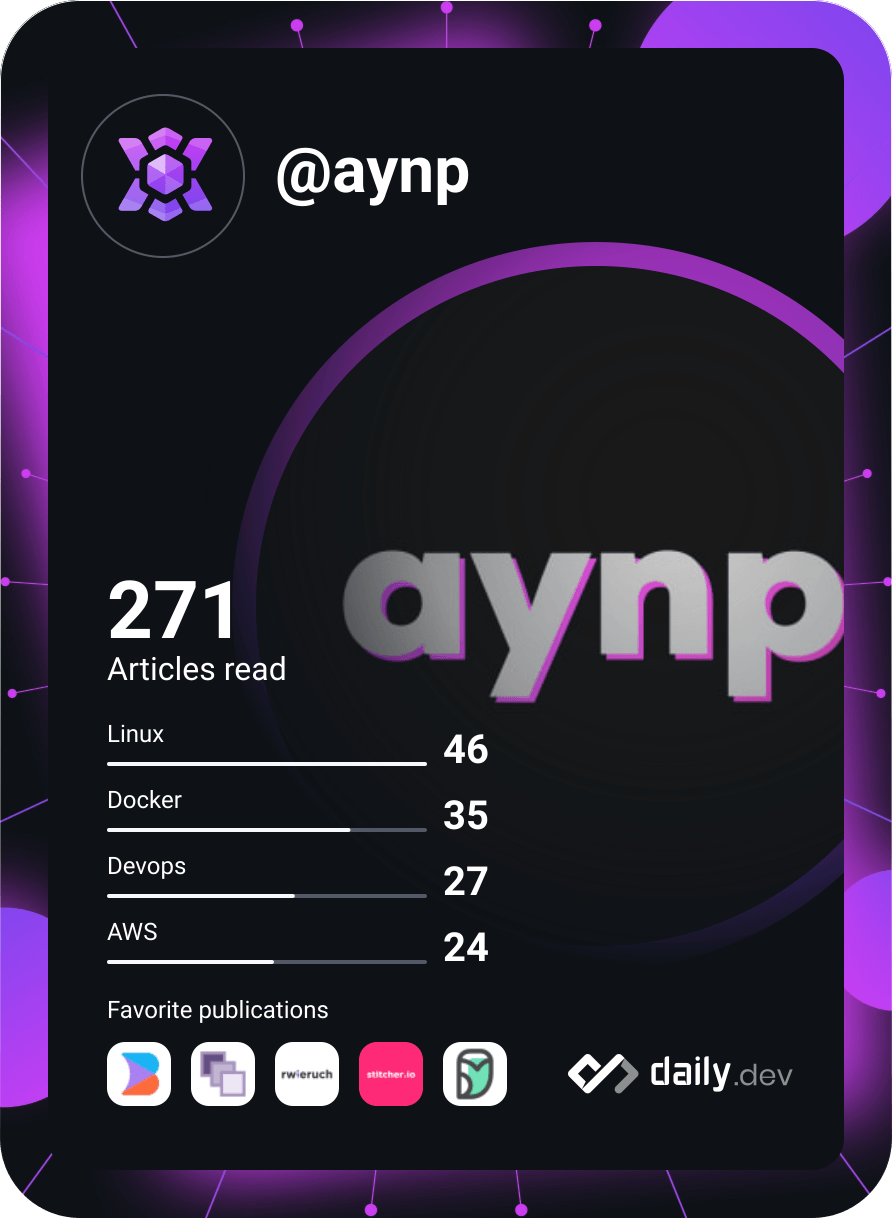 @aynp
aynp
271
Articles read
Linux
46
Docker
35
Devops
27
AWS
24
Favorite publications
rwieruch
stitcher.io
daily.dev